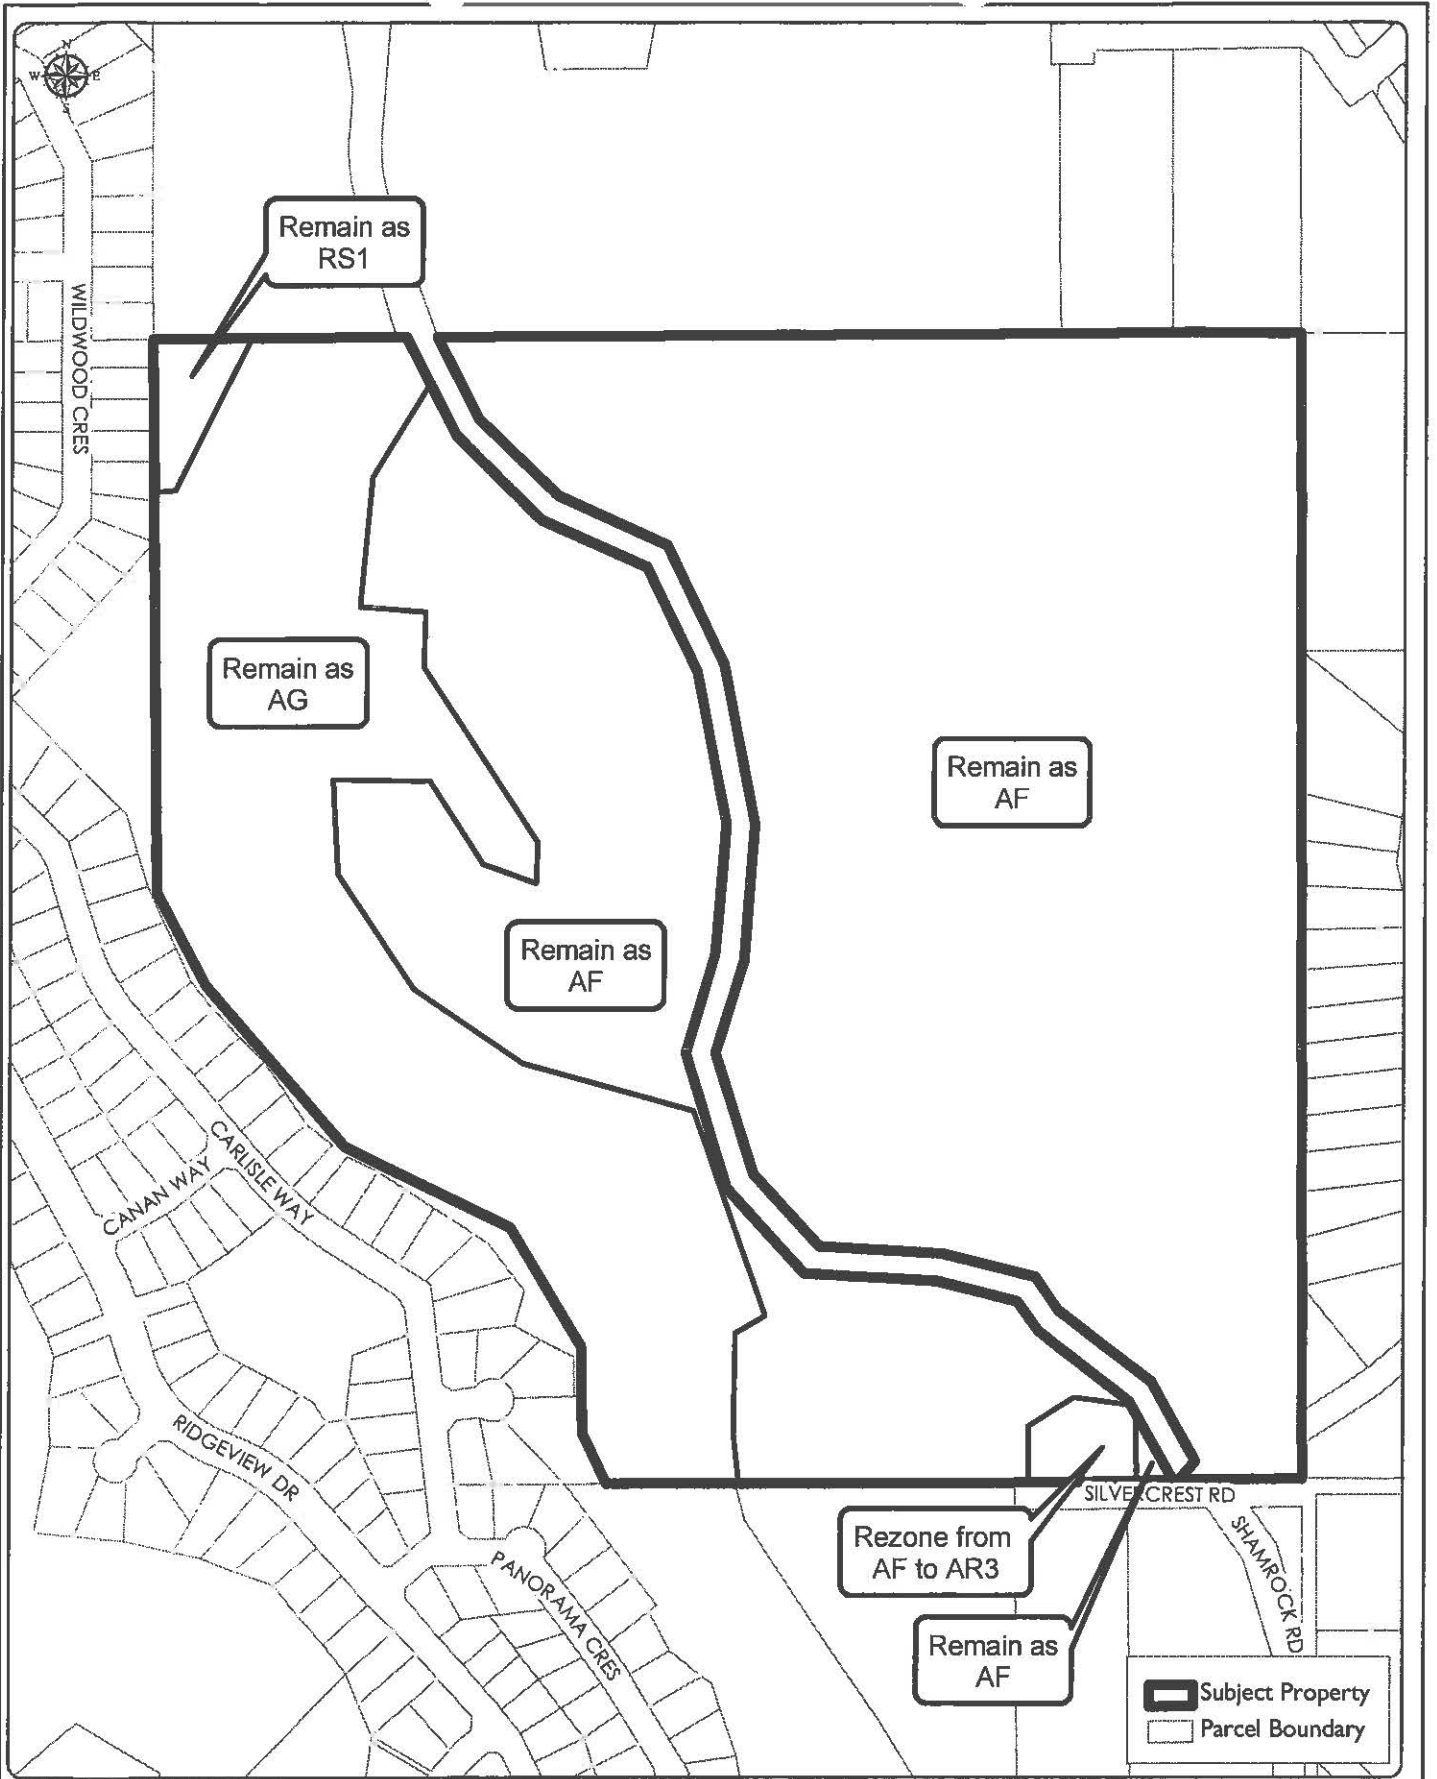 N
W E
S
Remain as
RS1
WILDWOOD CRES
Remain as
AG
Remain as
AF
Remain as
AF
CARLISLE WAY
CANAN WAY
RIDGEVIEW DR
SILVERCREST RD
Rezone from
AF to AR3
SHAMROCK RD
PANORAMA CRES
Remain as
AF
Subject Property
Parcel Boundary